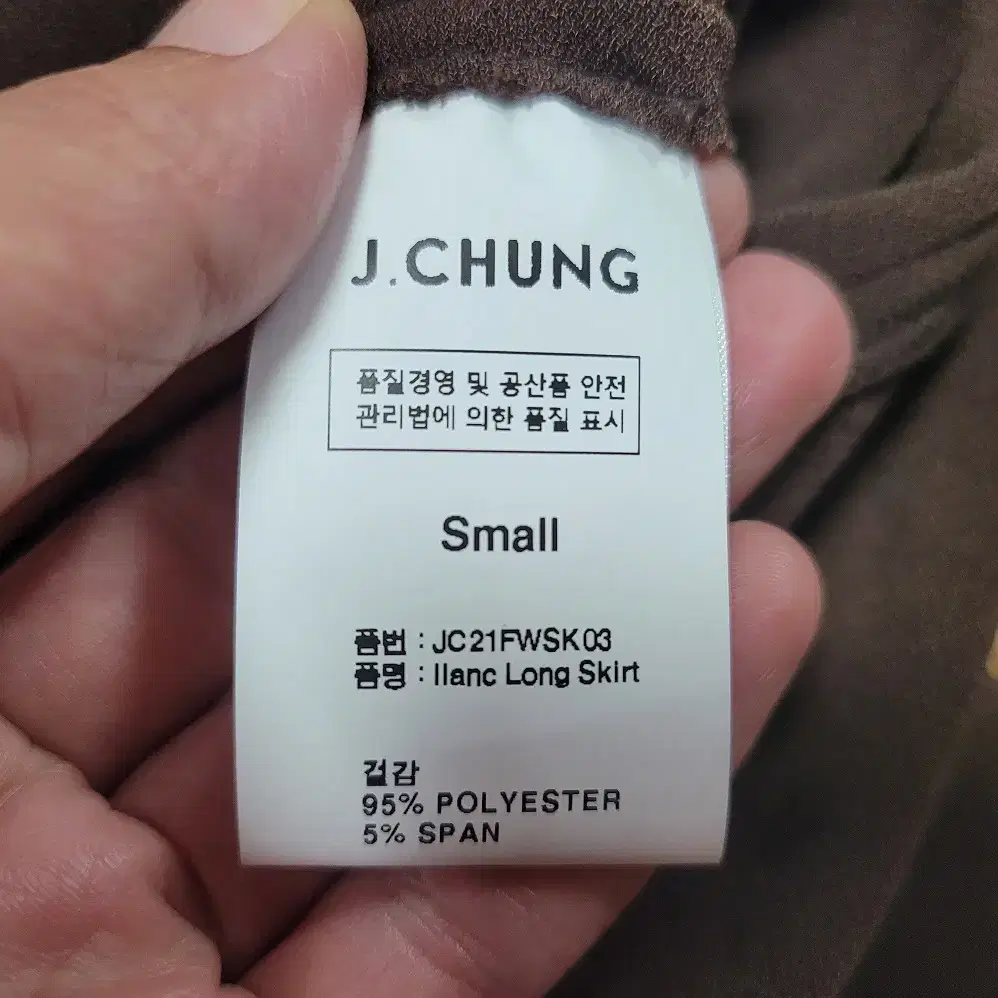 J.CHUNG
품질경영 및 공산품 안전
관리법에 의한 품질 표시
Small
품번 : JC21FWSK03
품명 : Ilanc Long Skirt
겉감
95% POLYESTER
5% SPAN